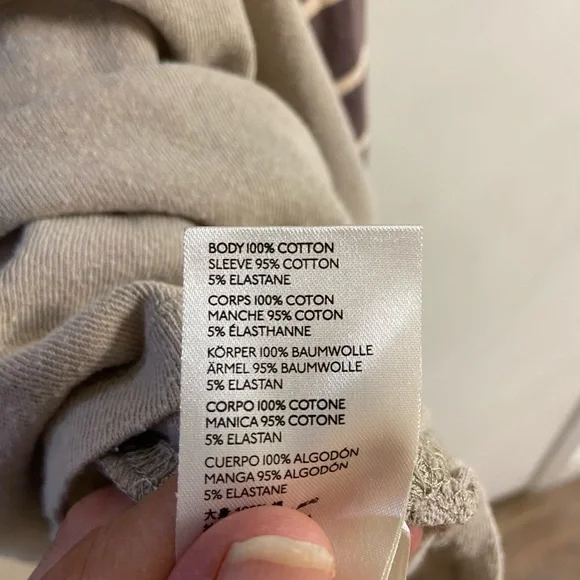 BODY 100% COTTON
SLEEVE 95% COTTON
5% ELASTANE
CORPS 100% COTON
MANCHE 95% COTON
5% ÉLASTHANNE
KÖRPER 100% BAUMWOLLE
ÄRMEL 95% BAUMWOLLE
5% ELASTAN
CORPO 100% COTONE
MANICA 95% COTONE
5% ELASTAN
CUERPO 100% ALGODÓN
MANGA 95% ALGODÓN
5% ELASTANE